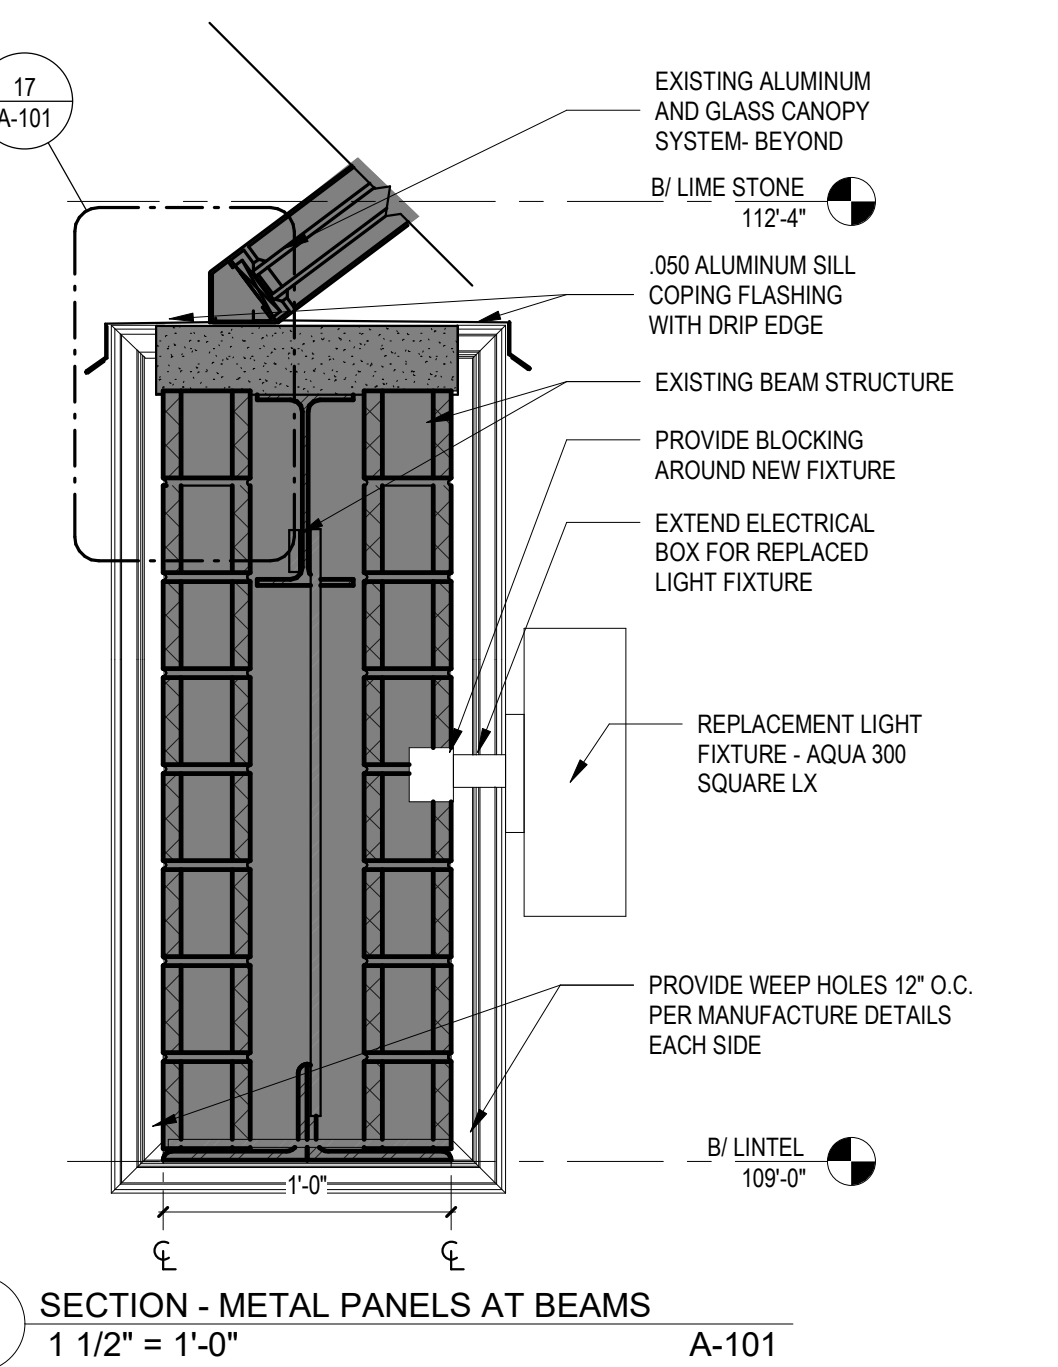 17
A-101
EXISTING ALUMINUM
AND GLASS CANOPY
SYSTEM- BEYOND
B/ LIME STONE
112'-4"
.050 ALUMINUM SILL
COPING FLASHING
WITH DRIP EDGE
EXISTING BEAM STRUCTURE
PROVIDE BLOCKING
AROUND NEW FIXTURE
EXTEND ELECTRICAL
BOX FOR REPLACED
LIGHT FIXTURE
REPLACEMENT LIGHT
FIXTURE - AQUA 300
SQUARE LX
PROVIDE WEEP HOLES 12" O.C.
PER MANUFACTURE DETAILS
EACH SIDE
B/ LINTEL
109'-0"
1'-0"
℄ ℄
SECTION - METAL PANELS AT BEAMS
1 1/2" = 1'-0" A-101